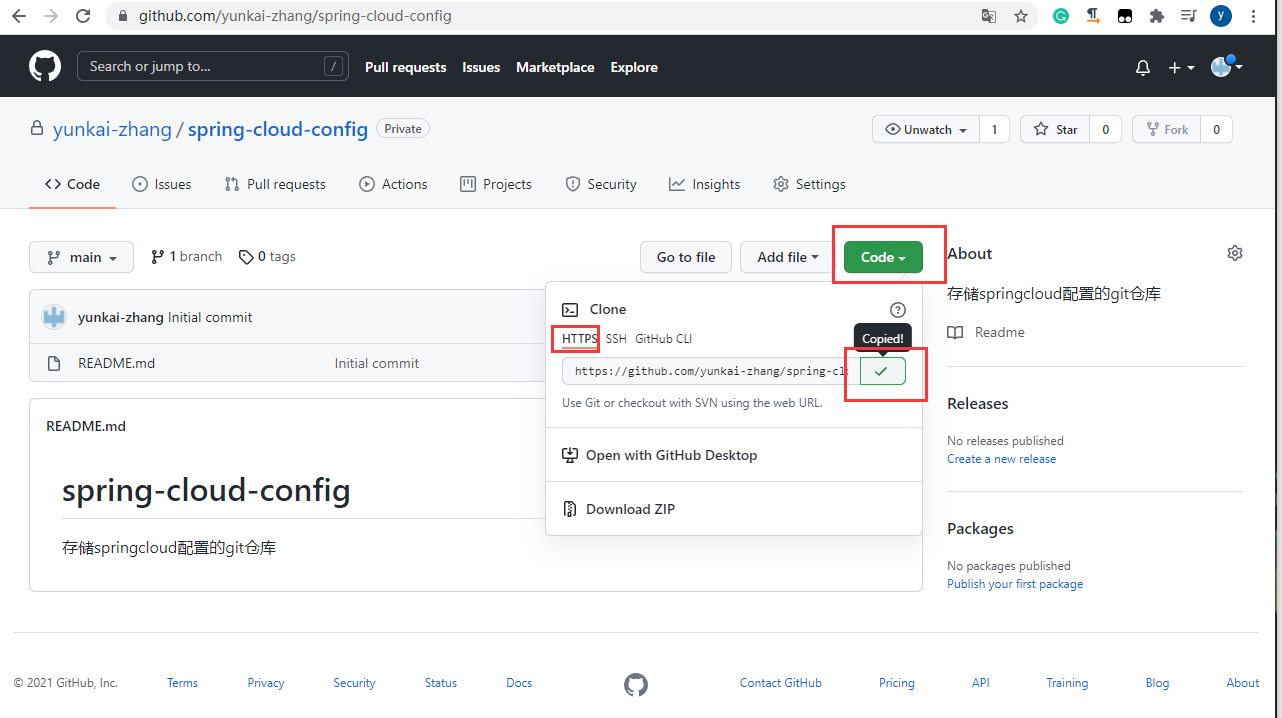 github.com/yunkai-zhang/spring-cloud-config
y
Search or jump to... /
Pull requests Issues Marketplace Explore
yunkai-zhang / spring-cloud-config Private
Unwatch 1 Star 0 Fork 0
Code Issues Pull requests Actions Projects Security Insights Settings
main 1 branch 0 tags
Go to file Add file Code
yunkai-zhang Initial commit
README.md Initial commit
Clone
HTTPS SSH GitHub CLI
Copied!
https://github.com/yunkai-zhang/spring-cl
Use Git or checkout with SVN using the web URL.
Open with GitHub Desktop
Download ZIP
README.md
spring-cloud-config
存储springcloud配置的git仓库
About
存储springcloud配置的git仓库
Readme
Releases
No releases published
Create a new release
Packages
No packages published
Publish your first package
© 2021 GitHub, Inc. Terms Privacy Security Status Docs Contact GitHub Pricing API Training Blog About